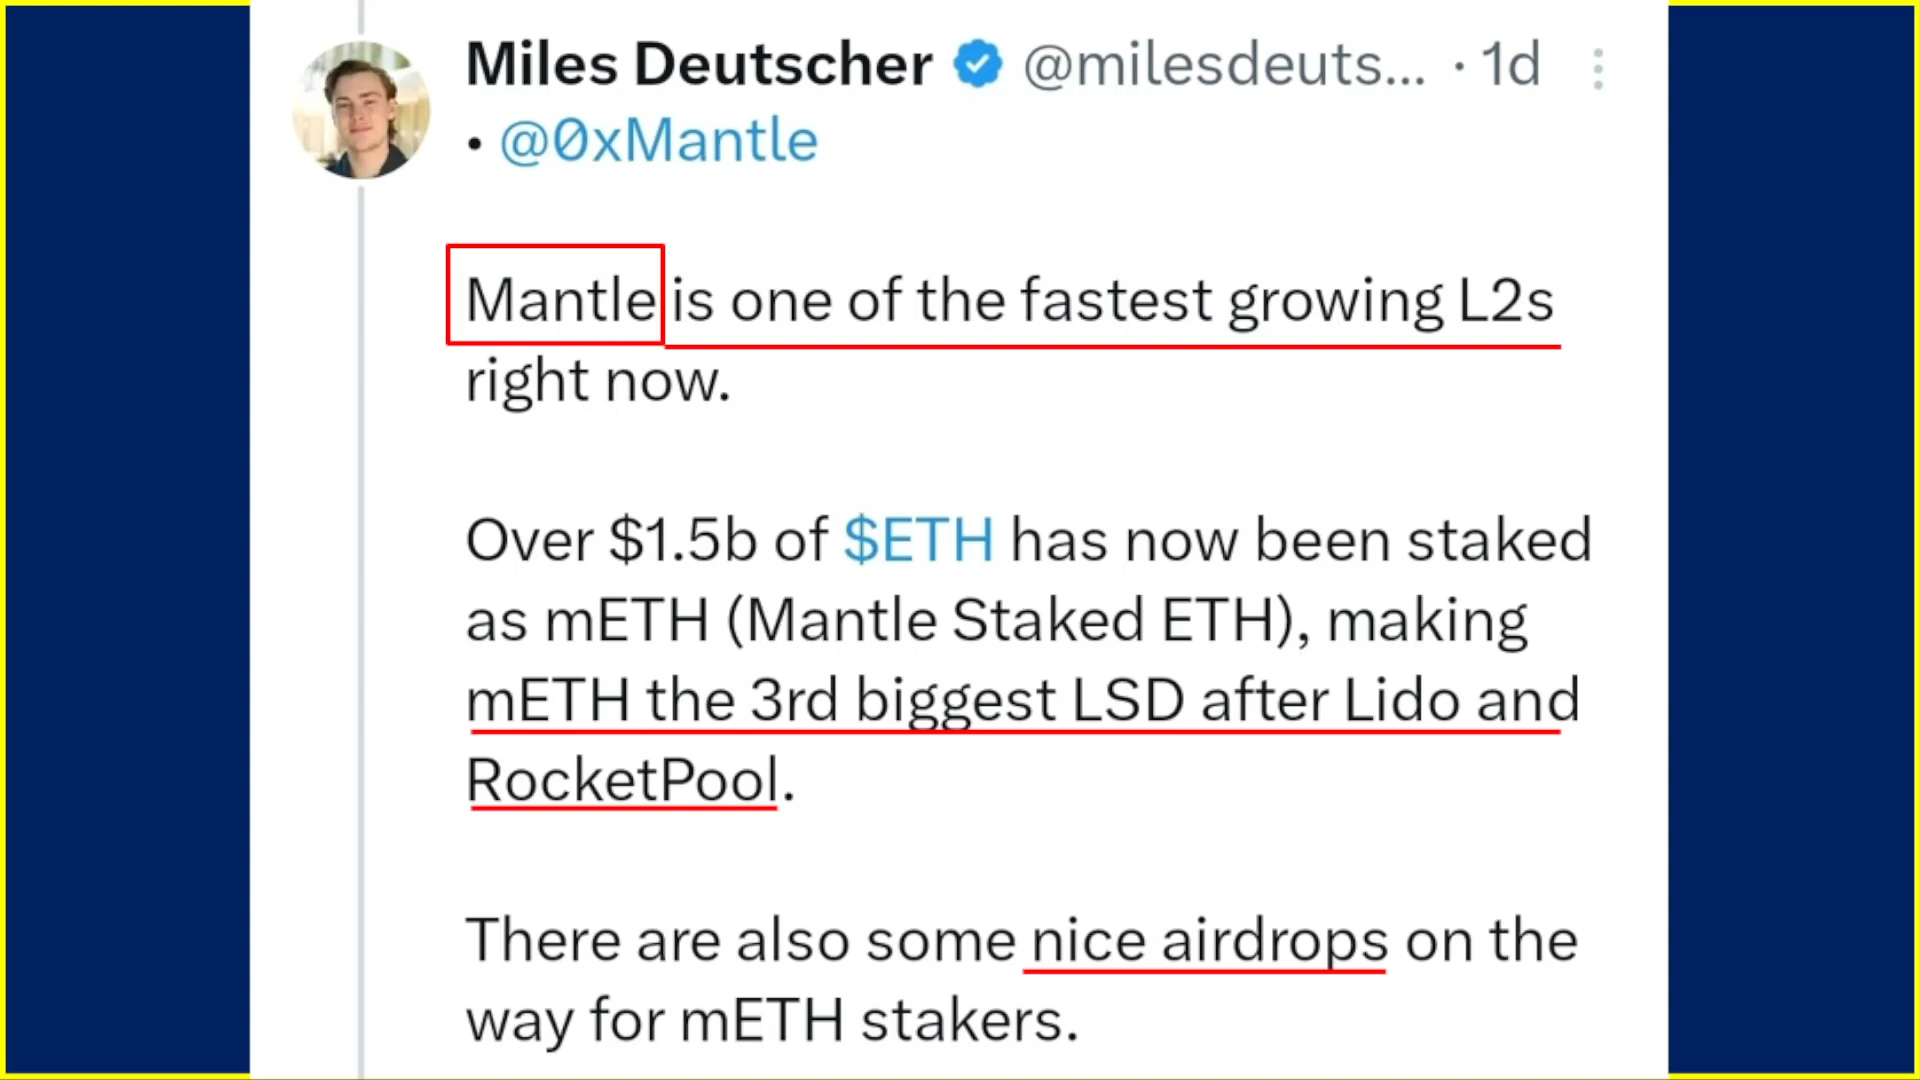 Miles Deutscher @milesdeuts... · 1d
• @0xMantle
Mantle is one of the fastest growing L2s
right now.
Over $1.5b of $ETH has now been staked
as mETH (Mantle Staked ETH), making
mETH the 3rd biggest LSD after Lido and
RocketPool.
There are also some nice airdrops on the
way for mETH stakers.